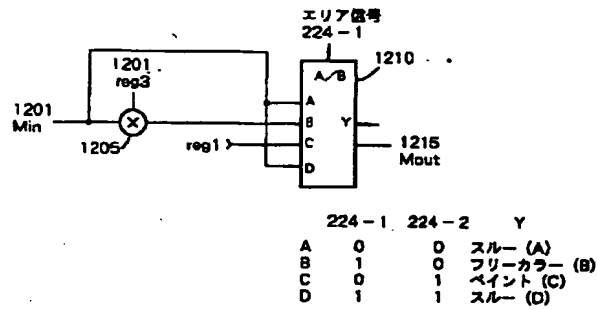 エリア信号
224-1
1210
A/B
1201
reg3
1201
Min
×
A
B
Y
1205
reg1
C
1215
Mout
D
224-1 224-2 Y
A 0 0 スルー (A)
B 1 0 フリーカラー (B)
C 0 1 ペイント (C)
D 1 1 スルー (D)